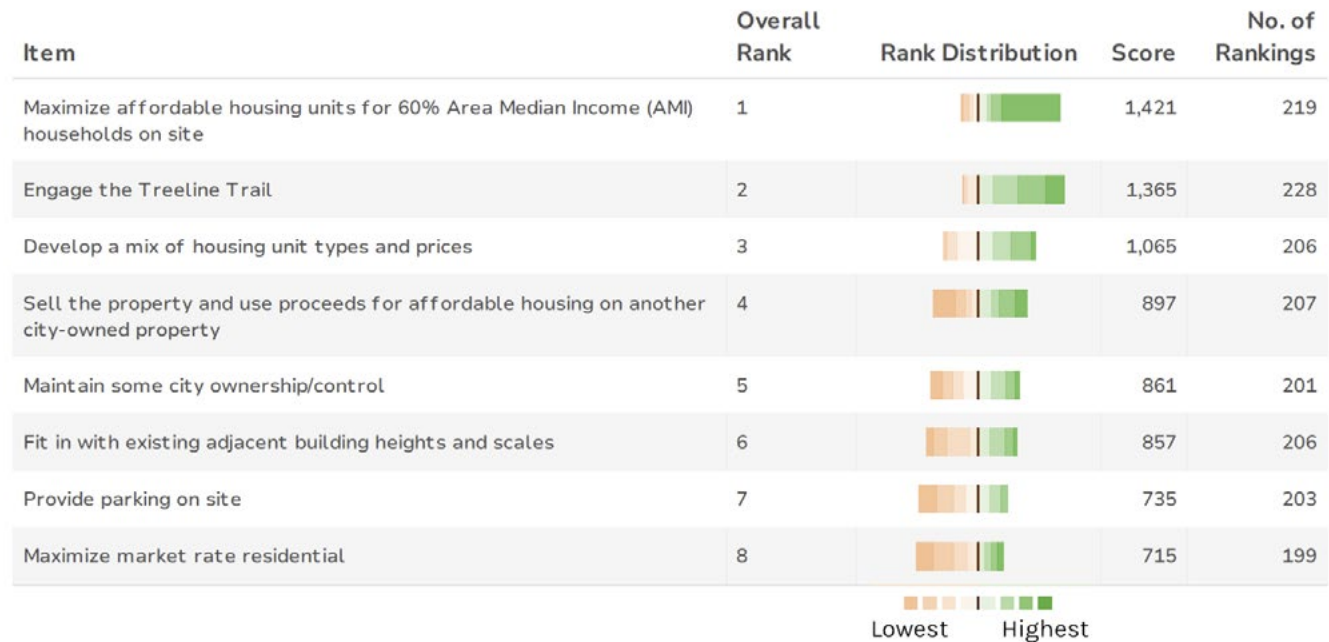 Item Overall Rank Rank Distribution Score No. of Rankings
Maximize affordable housing units for 60% Area Median Income (AMI) 1 1,421 219
households on site
Engage the Treeline Trail 2 1,365 228
Develop a mix of housing unit types and prices 3 1,065 206
Sell the property and use proceeds for affordable housing on another 4 897 207
city-owned property
Maintain some city ownership/control 5 861 201
Fit in with existing adjacent building heights and scales 6 857 206
Provide parking on site 7 735 203
Maximize market rate residential 8 715 199
Lowest Highest